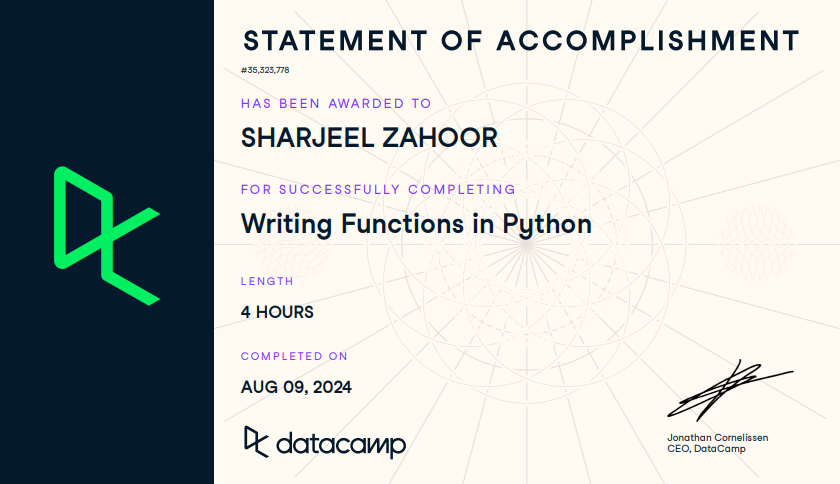 STATEMENT OF ACCOMPLISHMENT
#35,323,778
HAS BEEN AWARDED TO
SHARJEEL ZAHOOR
FOR SUCCESSFULLY COMPLETING
Writing Functions in Python
LENGTH
4 HOURS
COMPLETED ON
AUG 09, 2024
datacamp
Jonathan Cornelissen
CEO, DataCamp